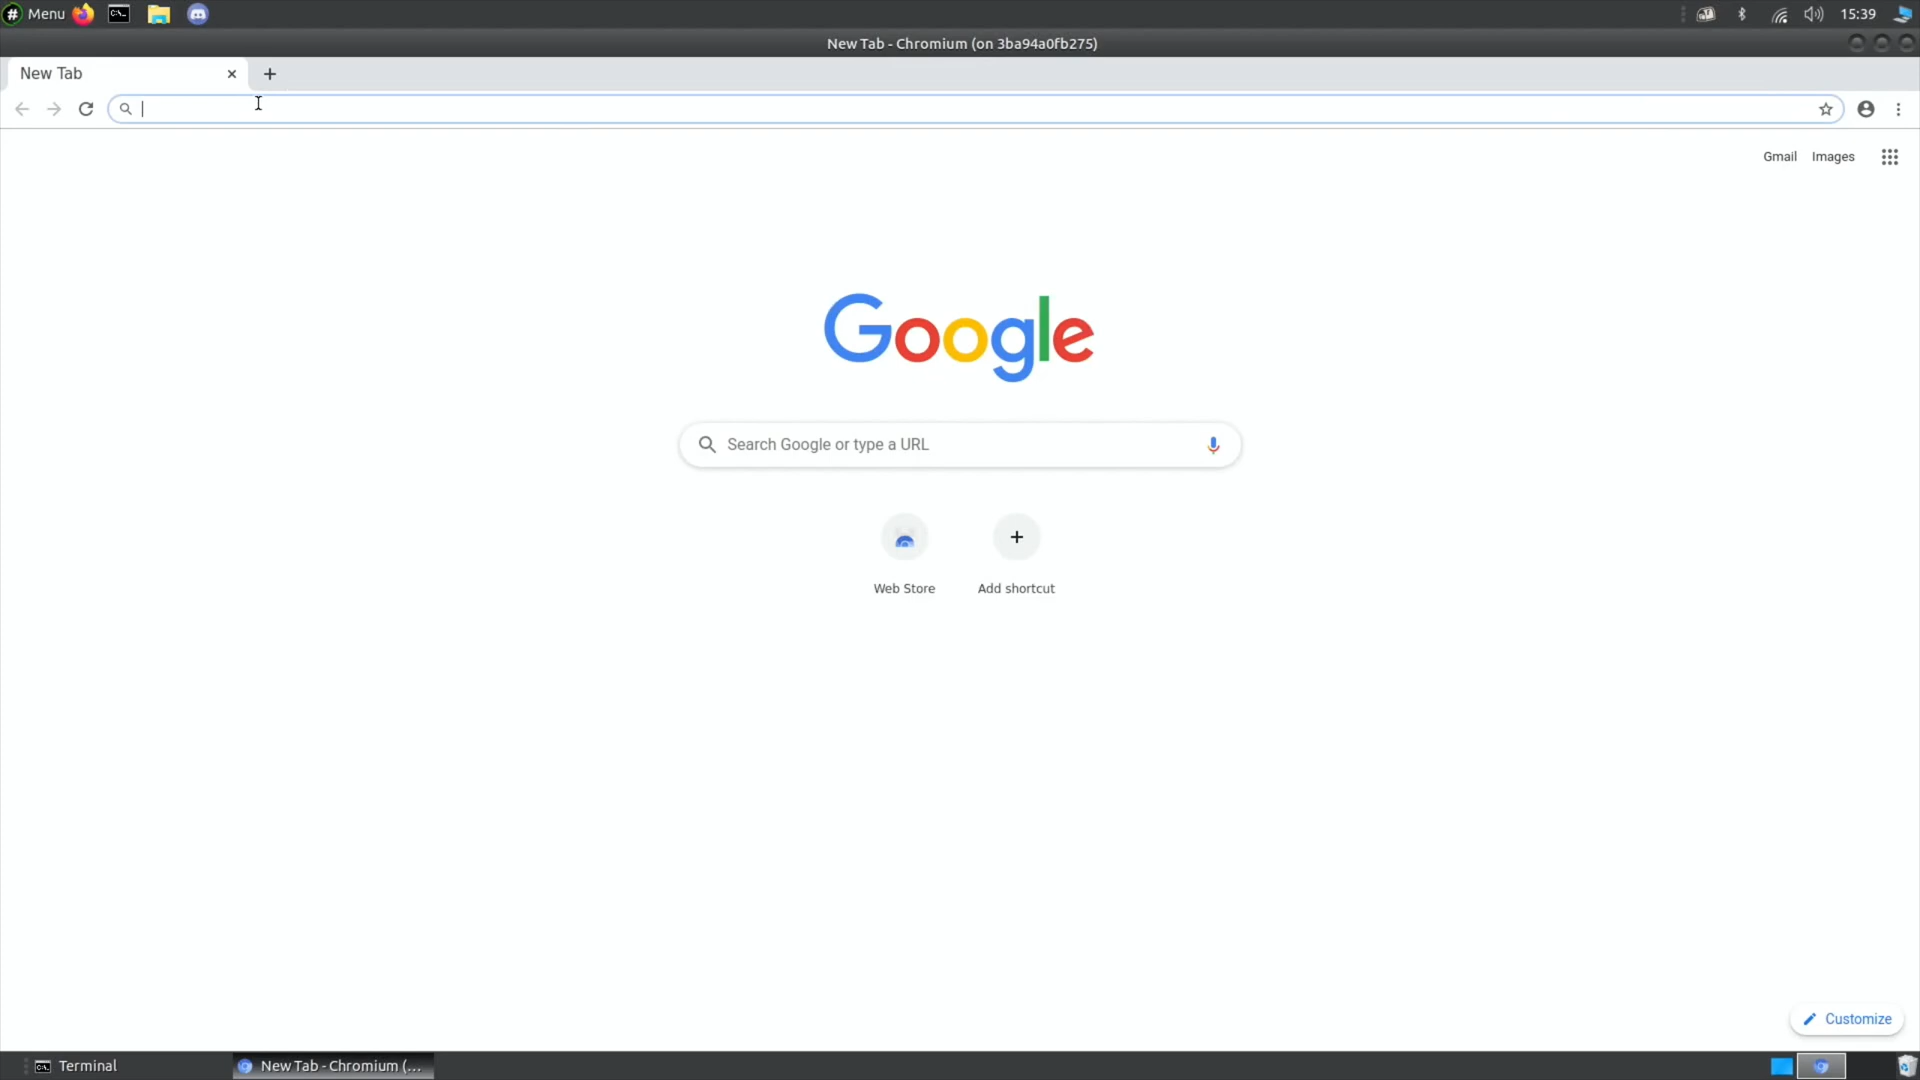 Menu
15:39
New Tab - Chromium (on 3ba94a0fb275)
New Tab
Gmail Images
Google
Search Google or type a URL
Web Store Add shortcut
Customize
Terminal New Tab - Chromium (...